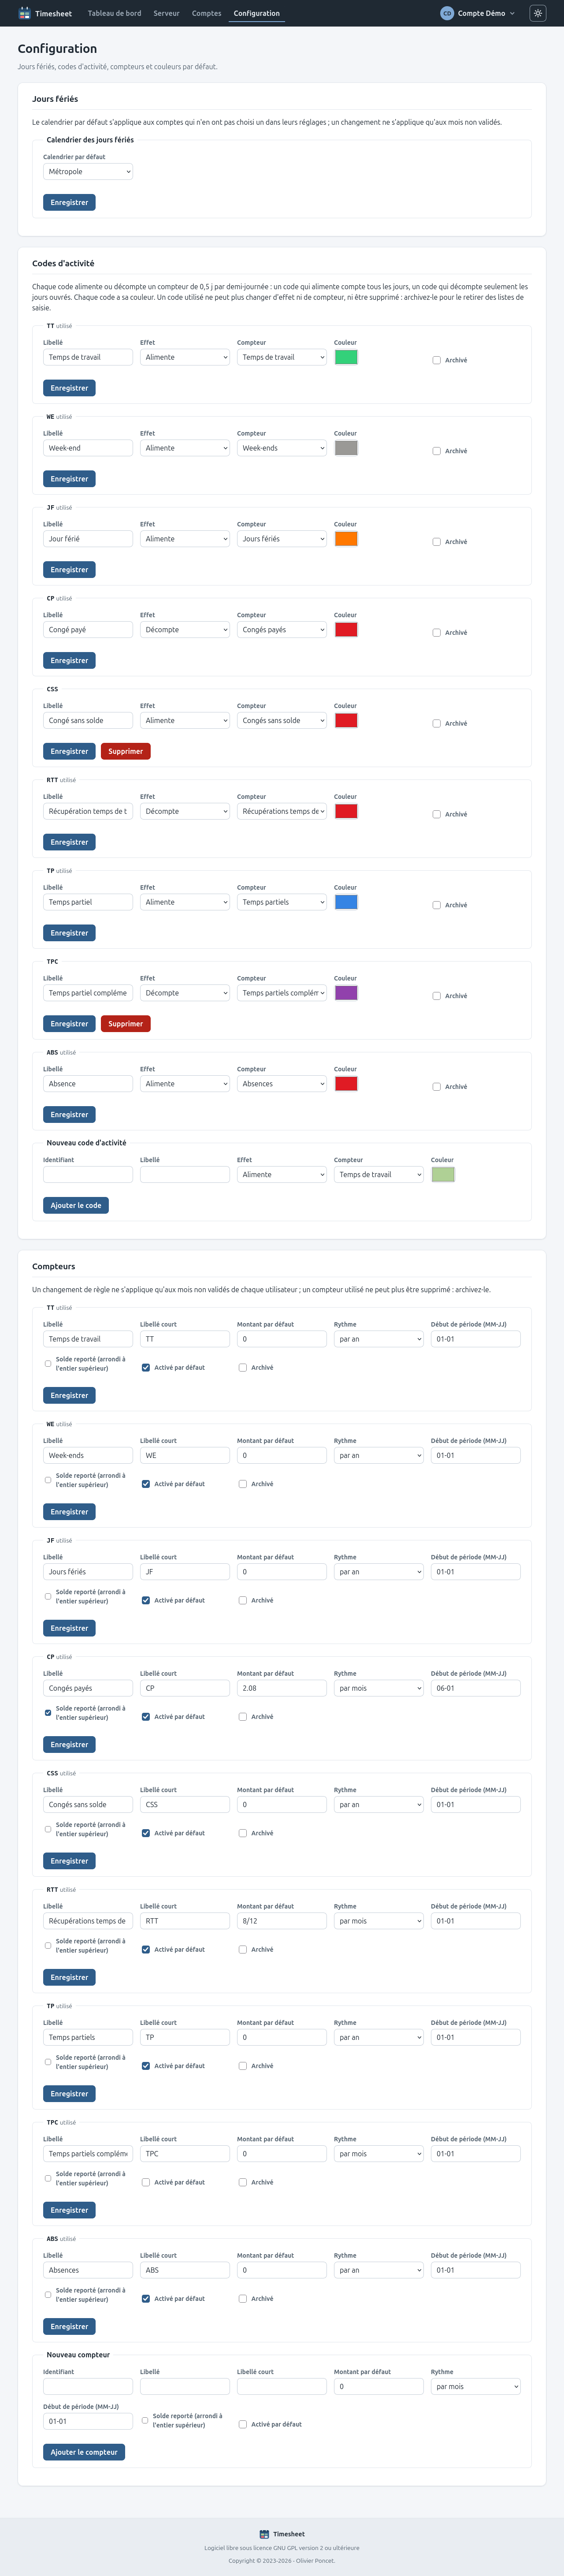 Timesheet
Tableau de bord
Serveur
Comptes
Configuration
CD
Compte Démo
Configuration
Jours fériés, codes d'activité, compteurs et couleurs par défaut.
Jours fériés
Le calendrier par défaut s'applique aux comptes qui n'en ont pas choisi un dans leurs réglages ; un changement ne s'applique qu'aux mois non validés.
Calendrier des jours fériés
Calendrier par défaut
Métropole
Enregistrer
Codes d'activité
Chaque code alimente ou décompte un compteur de 0,5 j par demi-journée : un code qui alimente compte tous les jours, un code qui décompte seulement les
jours ouvrés. Chaque code a sa couleur. Un code utilisé ne peut plus changer d'effet ni de compteur, ni être supprimé : archivez-le pour le retirer des listes de
saisie.
TT utilisé
Libellé Effet Compteur Couleur
Temps de travail Alimente Temps de travail Archivé
Enregistrer
WE utilisé
Libellé Effet Compteur Couleur
Week-end Alimente Week-ends Archivé
Enregistrer
JF utilisé
Libellé Effet Compteur Couleur
Jour férié Alimente Jours fériés Archivé
Enregistrer
CP utilisé
Libellé Effet Compteur Couleur
Congé payé Décompte Congés payés Archivé
Enregistrer
CSS
Libellé Effet Compteur Couleur
Congé sans solde Alimente Congés sans solde Archivé
Enregistrer Supprimer
RTT utilisé
Libellé Effet Compteur Couleur
Récupération temps de t Décompte Récupérations temps de Archivé
Enregistrer
TP utilisé
Libellé Effet Compteur Couleur
Temps partiel Alimente Temps partiels Archivé
Enregistrer
TPC
Libellé Effet Compteur Couleur
Temps partiel compléme Décompte Temps partiels complém Archivé
Enregistrer Supprimer
ABS utilisé
Libellé Effet Compteur Couleur
Absence Alimente Absences Archivé
Enregistrer
Nouveau code d'activité
Identifiant Libellé Effet Compteur Couleur
Alimente Temps de travail
Ajouter le code
Compteurs
Un changement de règle ne s'applique qu'aux mois non validés de chaque utilisateur ; un compteur utilisé ne peut plus être supprimé : archivez-le.
TT utilisé
Libellé Libellé court Montant par défaut Rythme Début de période (MM-JJ)
Temps de travail TT 0 par an 01-01
Solde reporté (arrondi à
l'entier supérieur) Activé par défaut Archivé
Enregistrer
WE utilisé
Libellé Libellé court Montant par défaut Rythme Début de période (MM-JJ)
Week-ends WE 0 par an 01-01
Solde reporté (arrondi à
l'entier supérieur) Activé par défaut Archivé
Enregistrer
JF utilisé
Libellé Libellé court Montant par défaut Rythme Début de période (MM-JJ)
Jours fériés JF 0 par an 01-01
Solde reporté (arrondi à
l'entier supérieur) Activé par défaut Archivé
Enregistrer
CP utilisé
Libellé Libellé court Montant par défaut Rythme Début de période (MM-JJ)
Congés payés CP 2.08 par mois 06-01
Solde reporté (arrondi à
l'entier supérieur) Activé par défaut Archivé
Enregistrer
CSS utilisé
Libellé Libellé court Montant par défaut Rythme Début de période (MM-JJ)
Congés sans solde CSS 0 par an 01-01
Solde reporté (arrondi à
l'entier supérieur) Activé par défaut Archivé
Enregistrer
RTT utilisé
Libellé Libellé court Montant par défaut Rythme Début de période (MM-JJ)
Récupérations temps de RTT 8/12 par mois 01-01
Solde reporté (arrondi à
l'entier supérieur) Activé par défaut Archivé
Enregistrer
TP utilisé
Libellé Libellé court Montant par défaut Rythme Début de période (MM-JJ)
Temps partiels TP 0 par an 01-01
Solde reporté (arrondi à
l'entier supérieur) Activé par défaut Archivé
Enregistrer
TPC utilisé
Libellé Libellé court Montant par défaut Rythme Début de période (MM-JJ)
Temps partiels complém TPC 0 par mois 01-01
Solde reporté (arrondi à
l'entier supérieur) Activé par défaut Archivé
Enregistrer
ABS utilisé
Libellé Libellé court Montant par défaut Rythme Début de période (MM-JJ)
Absences ABS 0 par an 01-01
Solde reporté (arrondi à
l'entier supérieur) Activé par défaut Archivé
Enregistrer
Nouveau compteur
Identifiant Libellé Libellé court Montant par défaut Rythme
0 par mois
Début de période (MM-JJ)
01-01
Solde reporté (arrondi à
l'entier supérieur) Activé par défaut
Ajouter le compteur
Timesheet
Logiciel libre sous licence GNU GPL version 2 ou ultérieure
Copyright © 2023-2026 - Olivier Poncet.